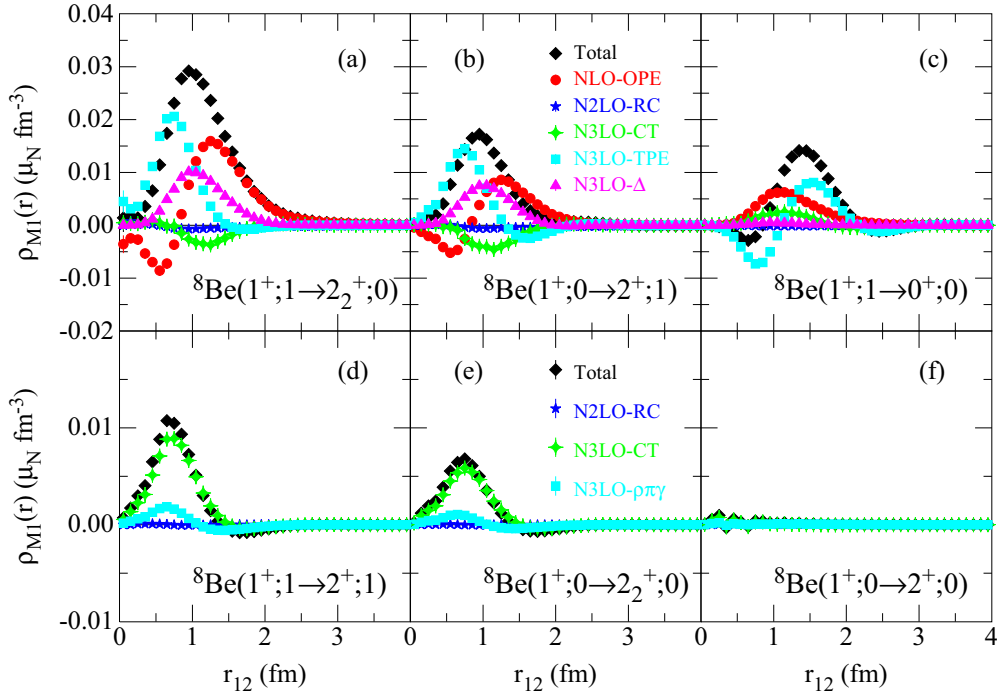 0.04
0.03
0.02
0.01
0.00
-0.01
-0.02
ρM1(r) (μN fm-3)
(a)
8Be(1+;1→22+;0)
(b)
Total
NLO-OPE
N2LO-RC
N3LO-CT
N3LO-TPE
N3LO-Δ
8Be(1+;0→2+;1)
(c)
8Be(1+;1→0+;0)
0.01
0.00
-0.01
ρM1(r) (μN fm-3)
(d)
8Be(1+;1→2+;1)
(e)
Total
N2LO-RC
N3LO-CT
N3LO-ρπγ
8Be(1+;0→22+;0)
(f)
8Be(1+;0→2+;0)
0 1 2 3 0 1 2 3 0 1 2 3 4
r12 (fm) r12 (fm) r12 (fm)